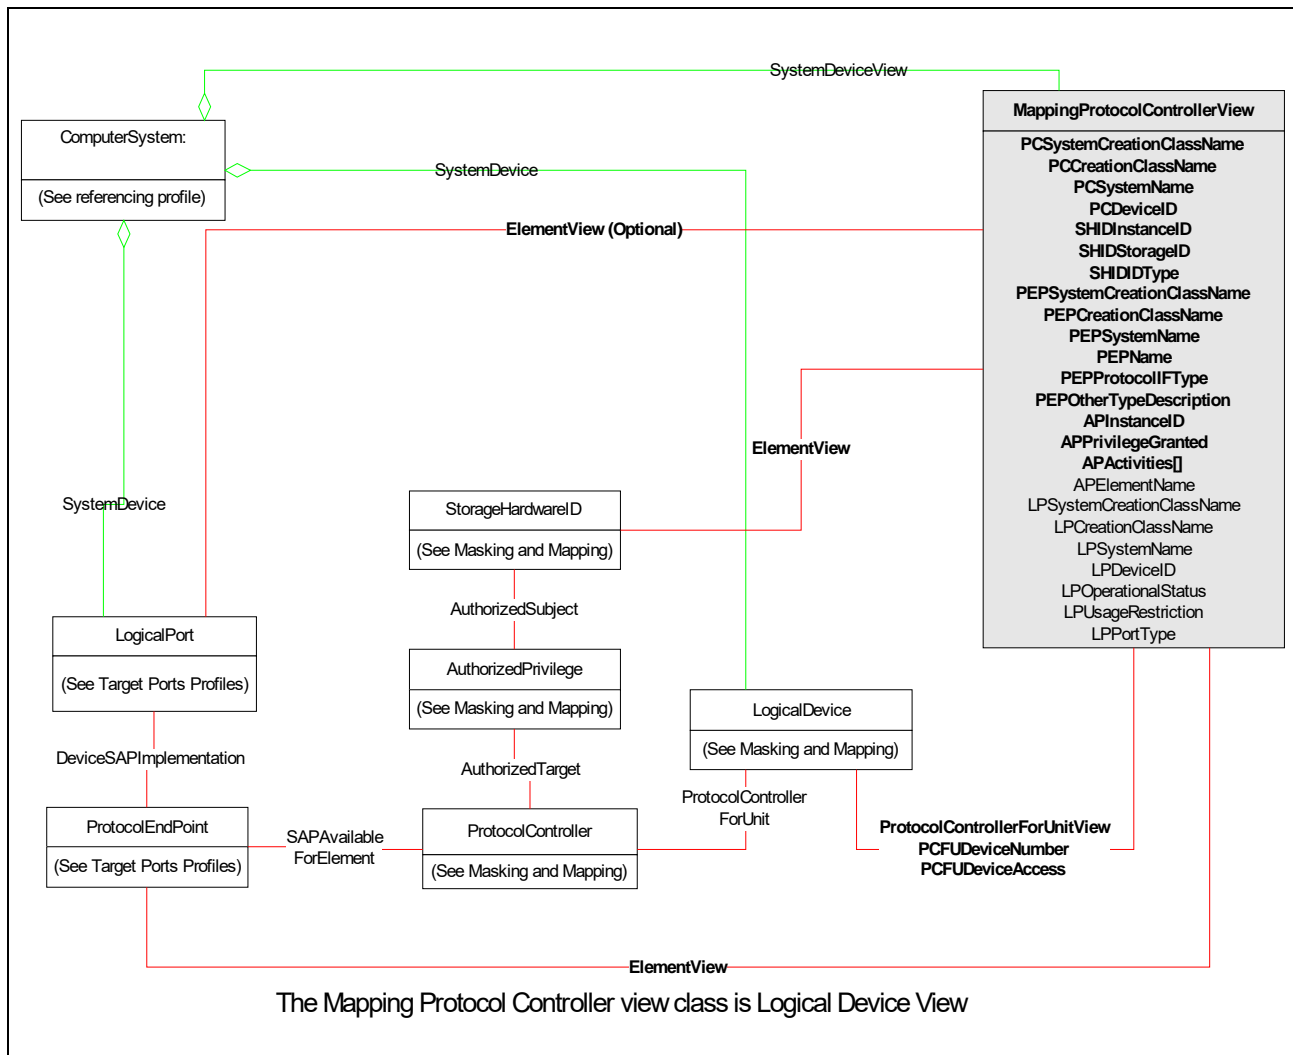 SystemDeviceView
MappingProtocolControllerView
PCSystemCreationClassName
PCCreationClassName
PCSystemName
PCDeviceID
SHIDInstanceID
SHIDStorageID
SHIDIDType
PEPSystemCreationClassName
PEPCreationClassName
PEPSystemName
PEPName
PEPProtocolIFType
PEPOtherTypeDescription
APInstanceID
APPrivilegeGranted
APActivities[]
APElementName
LPSystemCreationClassName
LPCreationClassName
LPSystemName
LPDeviceID
LPOperationalStatus
LPUsageRestriction
LPPortType
ComputerSystem:
(See referencing profile)
SystemDevice
ElementView (Optional)
ElementView
SystemDevice
StorageHardwareID
(See Masking and Mapping)
AuthorizedSubject
LogicalPort
(See Target Ports Profiles)
AuthorizedPrivilege
(See Masking and Mapping)
LogicalDevice
(See Masking and Mapping)
DeviceSAPImplementation
AuthorizedTarget
ProtocolController
ForUnit
ProtocolEndPoint
(See Target Ports Profiles)
SAPAvailable
ForElement
ProtocolController
(See Masking and Mapping)
ProtocolControllerForUnitView
PCFUDeviceNumber
PCFUDeviceAccess
ElementView
The Mapping Protocol Controller view class is Logical Device View